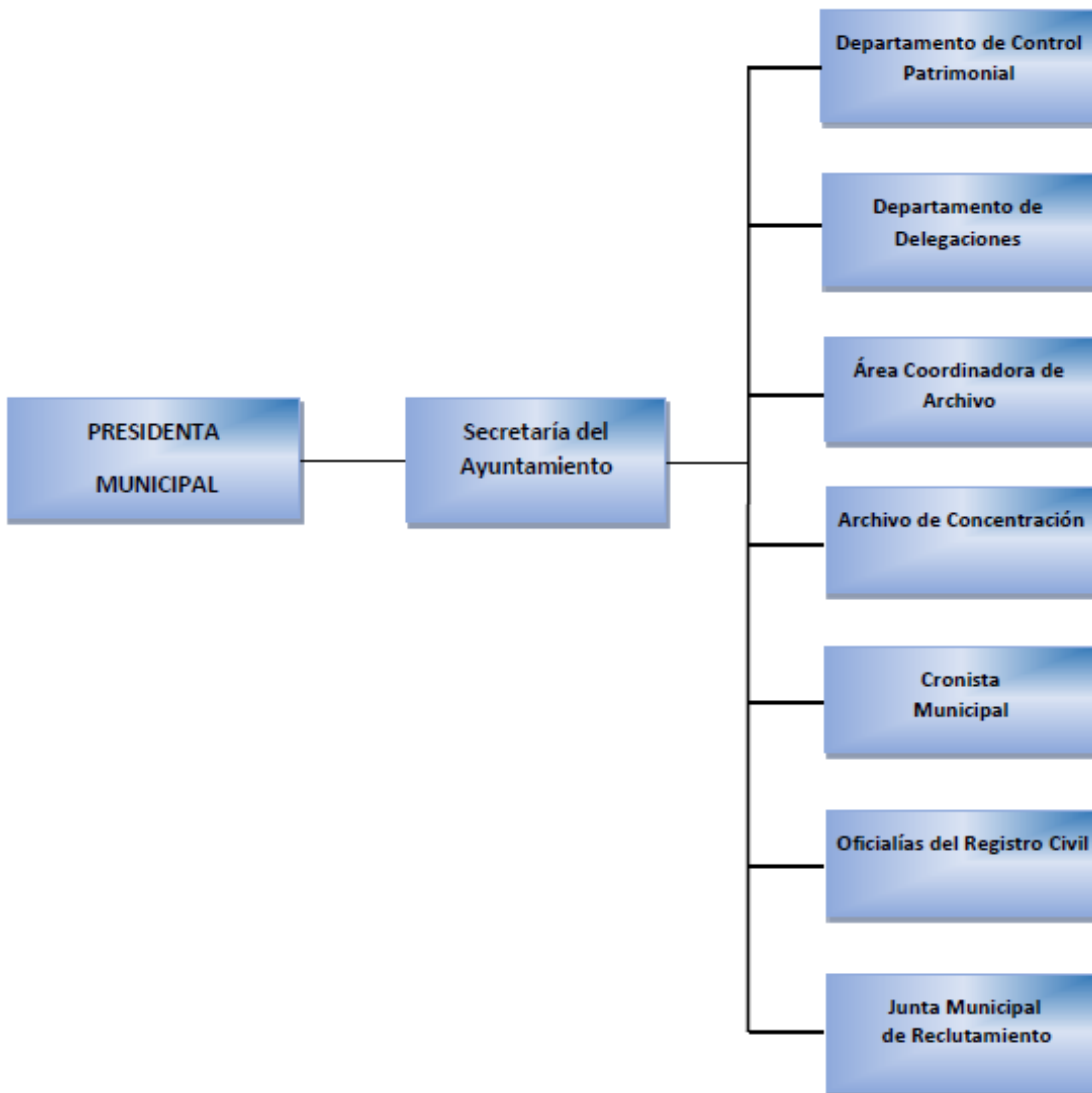 PRESIDENTA
MUNICIPAL
Secretaría del
Ayuntamiento
Departamento de Control
Patrimonial
Departamento de
Delegaciones
Área Coordinadora de
Archivo
Archivo de Concentración
Cronista
Municipal
Oficialías del Registro Civil
Junta Municipal
de Reclutamiento